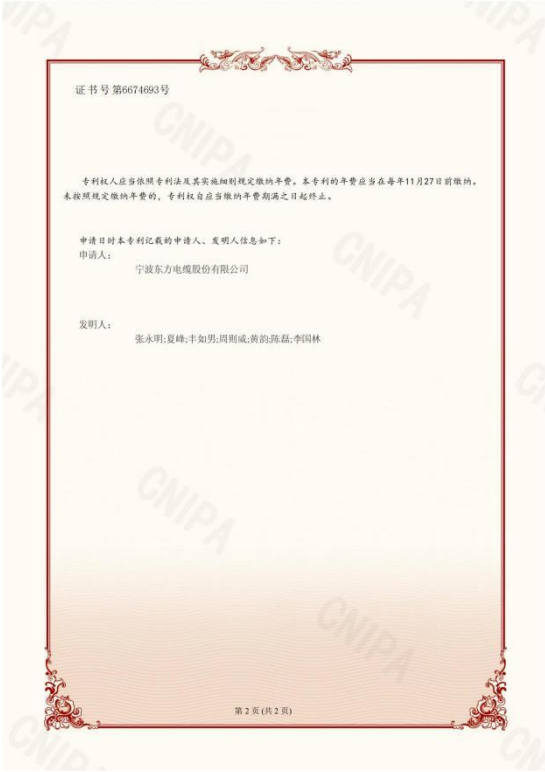 证书号第6674693号
专利权人应当依照专利法及其实施细则规定缴纳年费。本专利的年费应当在每年11月27日前缴纳。
未按照规定缴纳年费的，专利权自应当缴纳年费期满之日起终止。
申请日时本专利记载的申请人、发明人信息如下：
申请人：
宁波东方电缆股份有限公司
发明人：
张永明;夏峰;丰如男;周则威;黄韵;陈磊;李国林
第 2 页 (共 2 页)
CNIPA
CNIPA
CNIPA
CNIPA
CNIPA